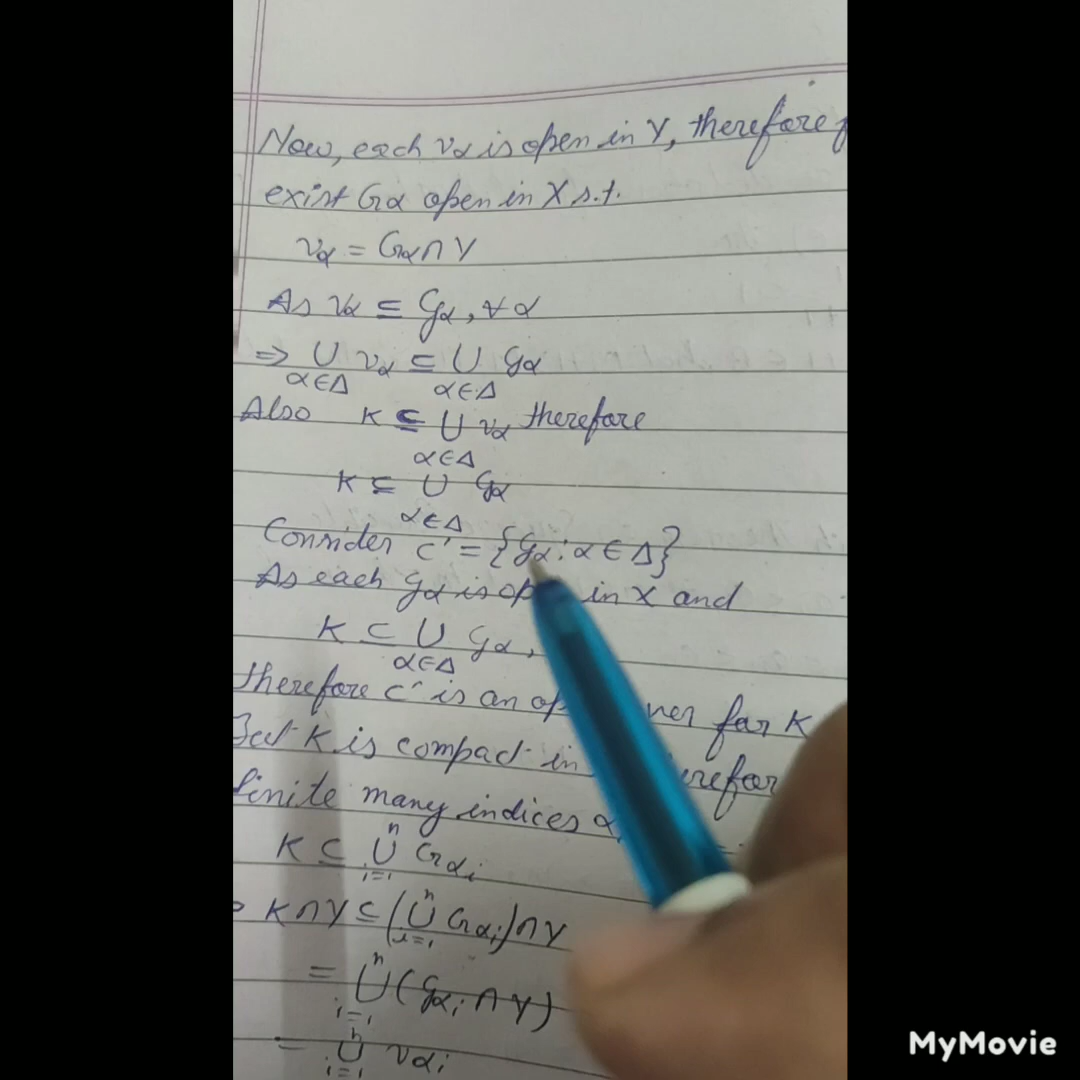 Now, each Vα is open in Y, therefore
exist Gα open in X s.t.
Vα = Gα ∩ Y
As Vα ⊆ Gα, ∀ α
⇒ ∪ Vα ⊆ ∪ Gα
α∈Δ α∈Δ
Also K ⊆ ∪ Vα therefore
α∈Δ
K ⊆ ∪ Gα
α∈Δ
Consider C' = {Gα : α ∈ Δ}
As each Gα is in X and
K ⊂ ∪ Gα,
α∈Δ
therefore C' is an for K
But K is compact in
finite many indices
n
K ⊂ ∪ Gαi
i=1
n
K∩Y ⊆ (∪ Gαi)∩Y
i=1
n
= ∪ (Gαi ∩ Y)
i=1
n
= ∪ Vαi
i=1
MyMovie